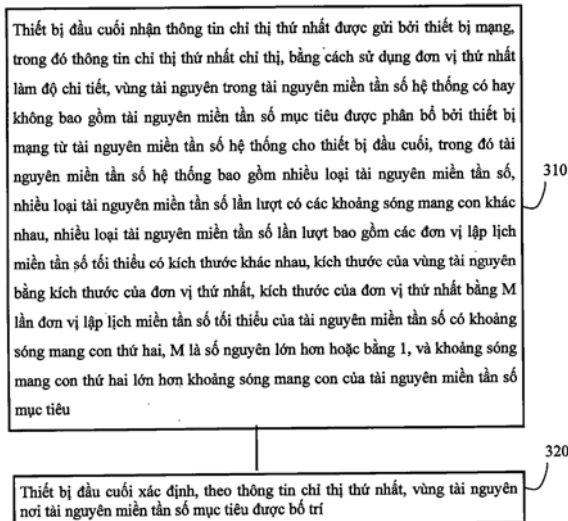 Thiết bị đầu cuối nhận thông tin chỉ thị thứ nhất được gửi bởi thiết bị mạng,
trong đó thông tin chỉ thị thứ nhất chỉ thị, bằng cách sử dụng đơn vị thứ nhất
làm độ chi tiết, vùng tài nguyên trong tài nguyên miền tần số hệ thống có hay
không bao gồm tài nguyên miền tần số mục tiêu được phân bổ bởi thiết bị
mạng từ tài nguyên miền tần số hệ thống cho thiết bị đầu cuối, trong đó tài
nguyên miền tần số hệ thống bao gồm nhiều loại tài nguyên miền tần số,
nhiều loại tài nguyên miền tần số lần lượt có các khoảng sóng mang con khác
nhau, nhiều loại tài nguyên miền tần số lần lượt bao gồm các đơn vị lập lịch
miền tần số tối thiểu có kích thước khác nhau, kích thước của vùng tài nguyên
bằng kích thước của đơn vị thứ nhất, kích thước của đơn vị thứ nhất bằng M
lần đơn vị lập lịch miền tần số tối thiểu của tài nguyên miền tần số có khoảng
sóng mang con thứ hai, M là số nguyên lớn hơn hoặc bằng 1, và khoảng sóng
mang con thứ hai lớn hơn khoảng sóng mang con của tài nguyên miền tần số
mục tiêu
310
320
Thiết bị đầu cuối xác định, theo thông tin chỉ thị thứ nhất, vùng tài nguyên
nơi tài nguyên miền tần số mục tiêu được bố trí